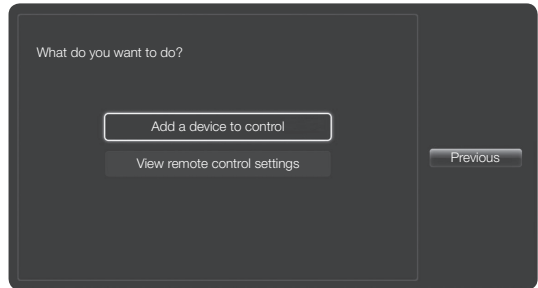 What do you want to do?
Add a device to control
View remote control settings
Previous